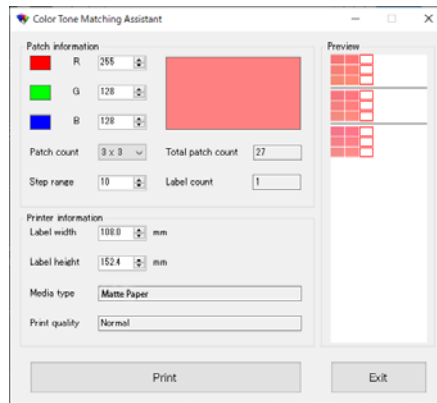 Color Tone Matching Assistant
Patch information
R 255
G 128
B 128
Patch count 3 x 3 Total patch count 27
Step range 10 Label count 1
Printer information
Label width 108.0 mm
Label height 152.4 mm
Media type Matte Paper
Print quality Normal
Print
Preview
Exit